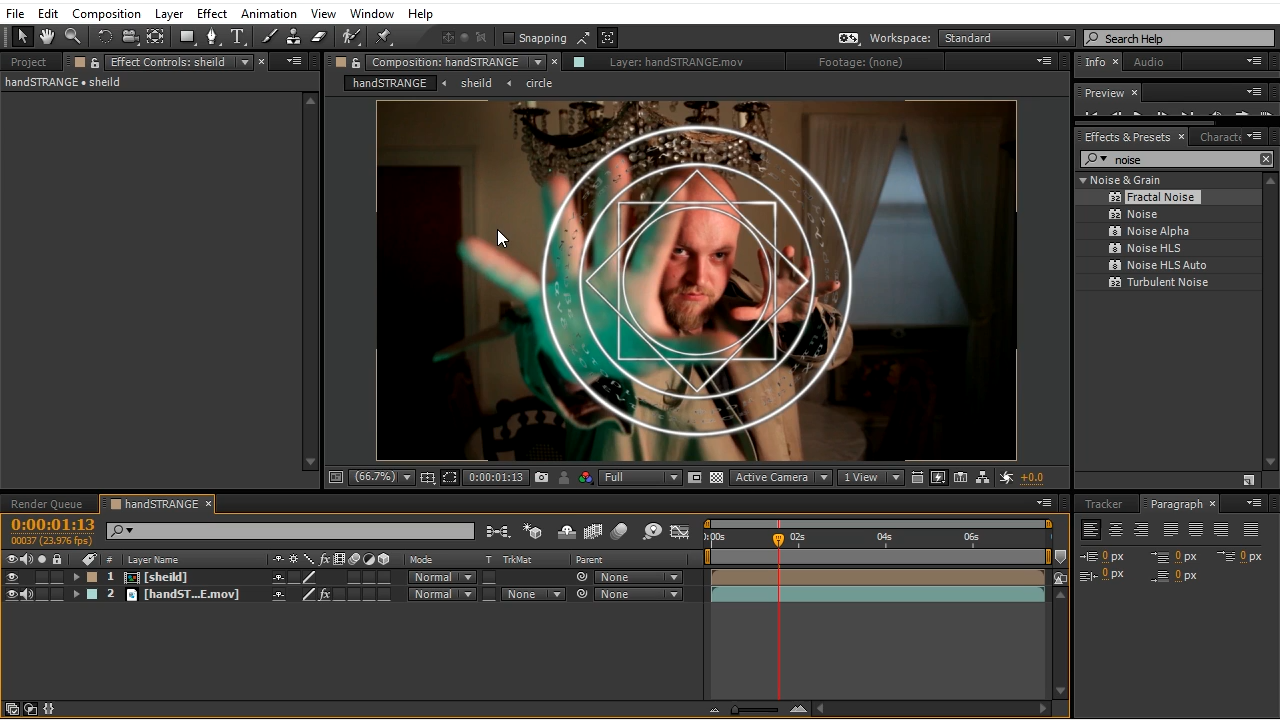 File Edit Composition Layer Effect Animation View Window Help
Snapping Workspace: Standard Search Help
Project Effect Controls: sheild Composition: handSTRANGE Layer: handSTRANGE.mov Footage: (none) Info Audio
handSTRANGE • sheild handSTRANGE sheild circle Preview
Effects & Presets Characte
noise
Noise & Grain
Fractal Noise
Noise
Noise Alpha
Noise HLS
Noise HLS Auto
Turbulent Noise
(66.7%) 0:00:01:13 Full Active Camera 1 View +0.0
Render Queue handSTRANGE Tracker Paragraph
0:00:01:13
00037 (23.976 fps) 0:00s 02s 04s 06s
# Layer Name Mode T TrkMat Parent
0 px 0 px 0 px
0 px 0 px
1 [sheild] Normal None
2 [handST...E.mov] Normal None None